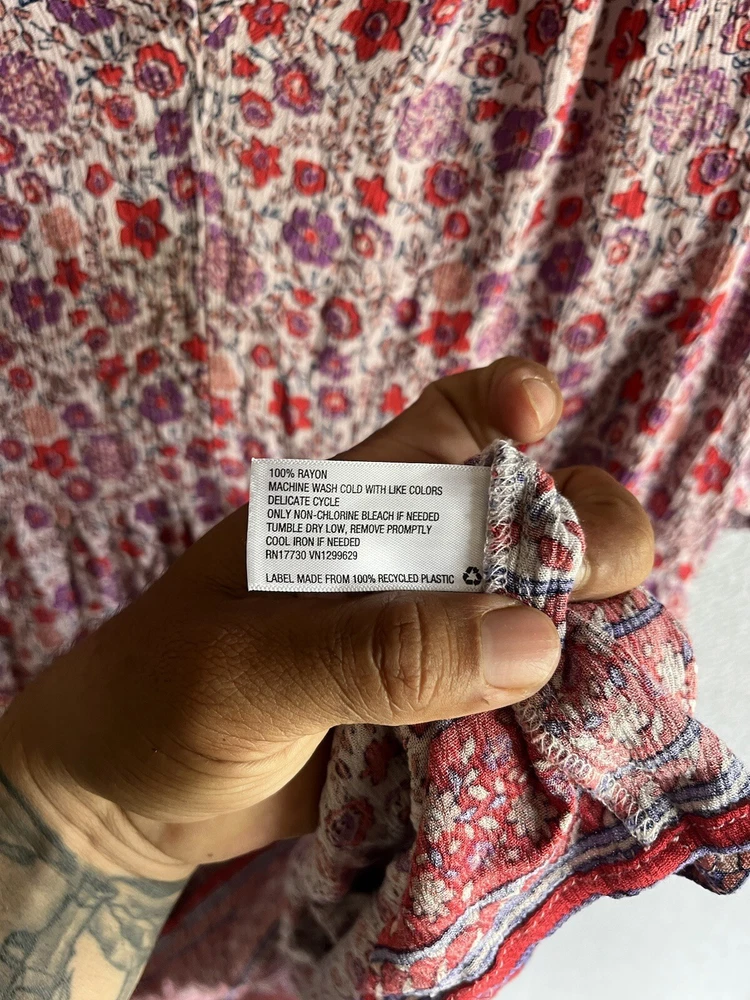 100% RAYON
MACHINE WASH COLD WITH LIKE COLORS
DELICATE CYCLE
ONLY NON-CHLORINE BLEACH IF NEEDED
TUMBLE DRY LOW, REMOVE PROMPTLY
COOL IRON IF NEEDED
RN17730 VN1299629
LABEL MADE FROM 100% RECYCLED PLASTIC